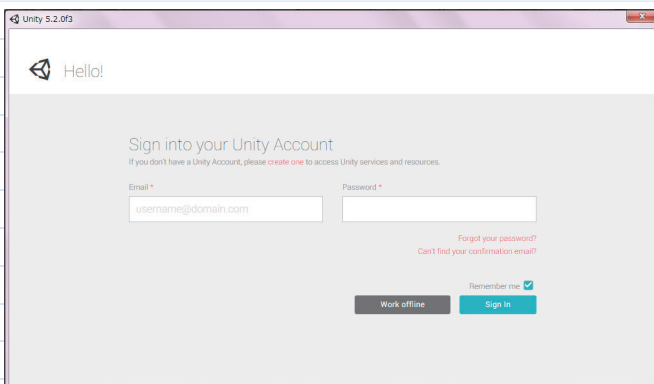 Unity 5.2.0f3
Hello!
Sign into your Unity Account
If you don't have a Unity Account, please create one to access Unity services and resources.
Email * Password *
username@domain.com
Forgot your password?
Can't find your confirmation email?
Remember me
Work offline Sign In